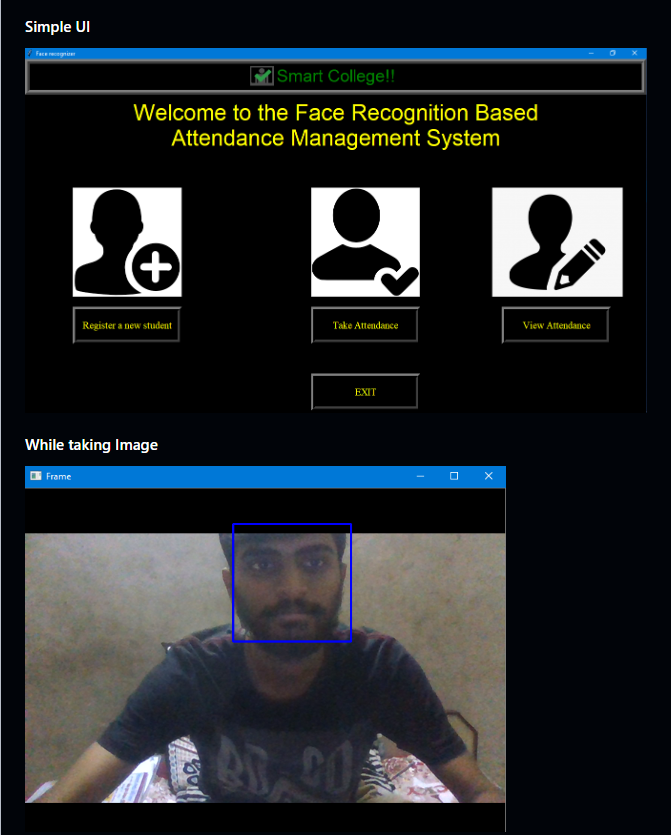 Simple UI
Face recognizer
Smart College!!
Welcome to the Face Recognition Based
Attendance Management System
Register a new student
Take Attendance
View Attendance
EXIT
While taking Image
Frame